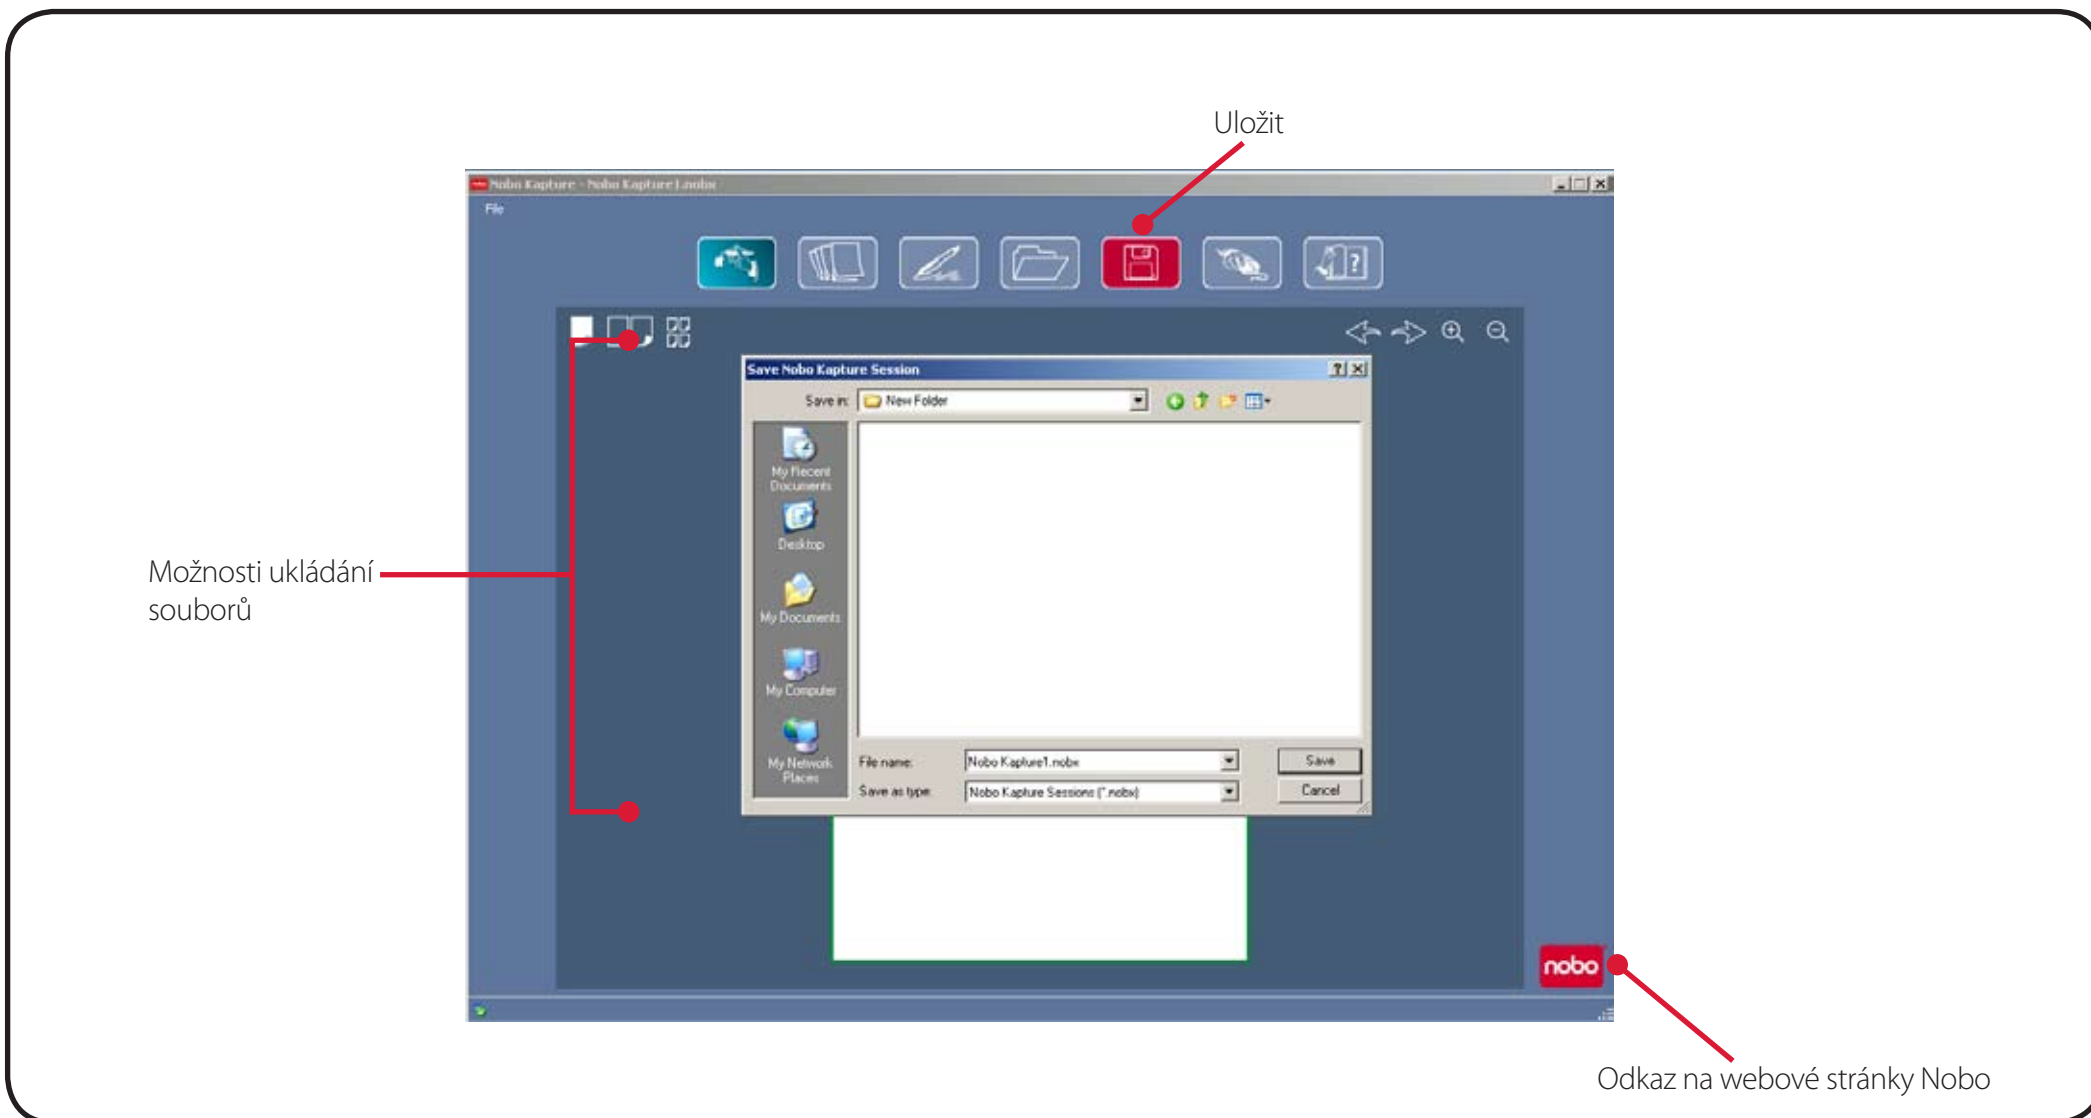 Uložit
Nobo Kapture - Nobo Kapture1.nobx
File
Save Nobo Kapture Session
Save in:
New Folder
My Recent
Documents
Desktop
Možnosti ukládání
souborů
My Documents
My Computer
My Network
Places
File name:
Nobo Kapture1.nobx
Save
Save as type:
Nobo Kapture Sessions (*.nobx)
Cancel
nobo
Odkaz na webové stránky Nobo